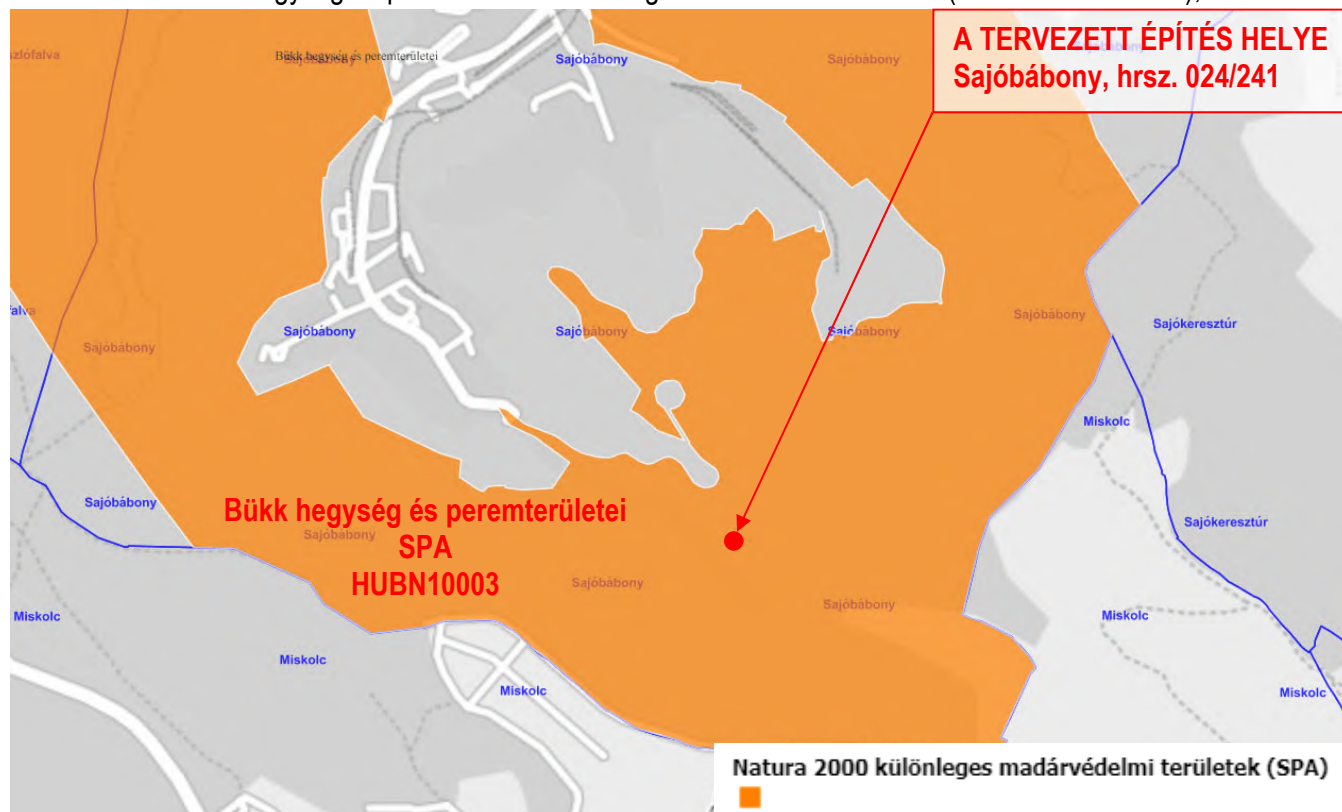 A TERVEZETT ÉPÍTÉS HELYE
Sajóbábony, hrsz. 024/241
Bükk hegység és peremterületei
Sajóbábony
Sajóbábony
Sajóbábony
Sajóbábony
Sajóbábony
Sajóbábony
Sajóbábony
Sajóbábony
Sajókeresztúr
Miskolc
Sajóbábony
Bükk hegység és peremterületei
SPA
HUBN10003
Sajóbábony
Sajókeresztúr
Sajóbábony
Sajóbábony
Miskolc
Miskolc
Miskolc
Miskolc
Miskolc
Natura 2000 különleges madárvédelmi területek (SPA)